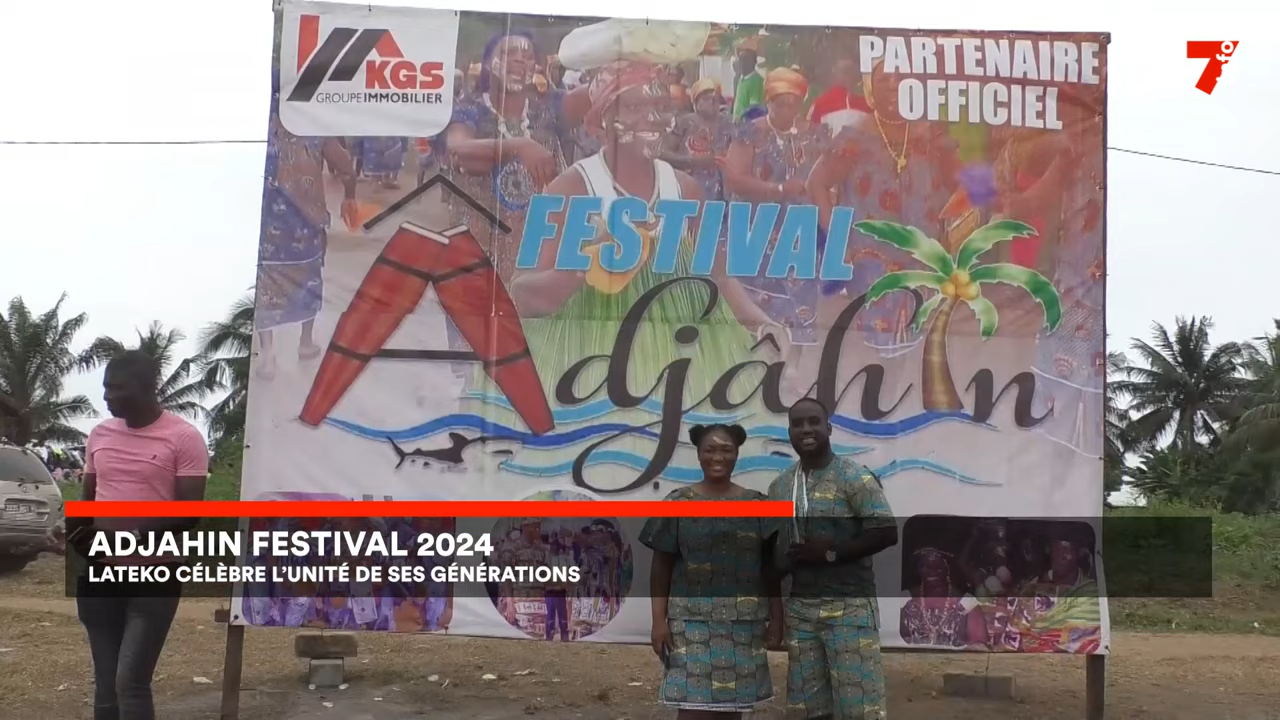 KGS
GROUPE IMMOBILIER
PARTENAIRE
OFFICIEL
7
FESTIVAL
Adjâhin
ADJAHIN FESTIVAL 2024
LATEKO CÉLÈBRE L'UNITÉ DE SES GÉNÉRATIONS